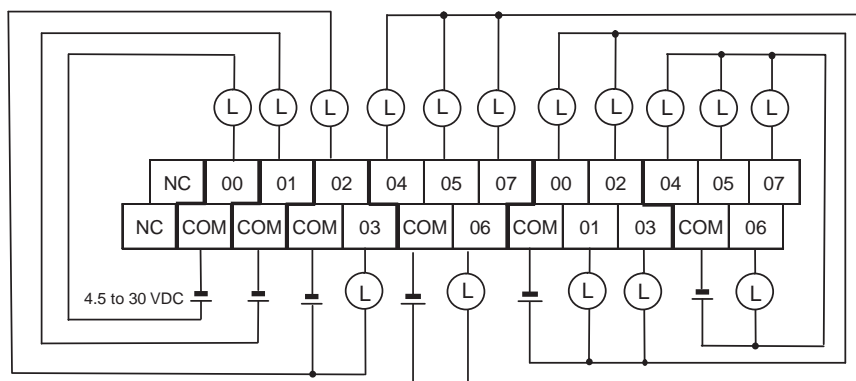 L L L L L L L L L L L
NC 00 01 02 04 05 07 00 02 04 05 07
NC COM COM COM 03 COM 06 COM 01 03 COM 06
4.5 to 30 VDC
L L L L L